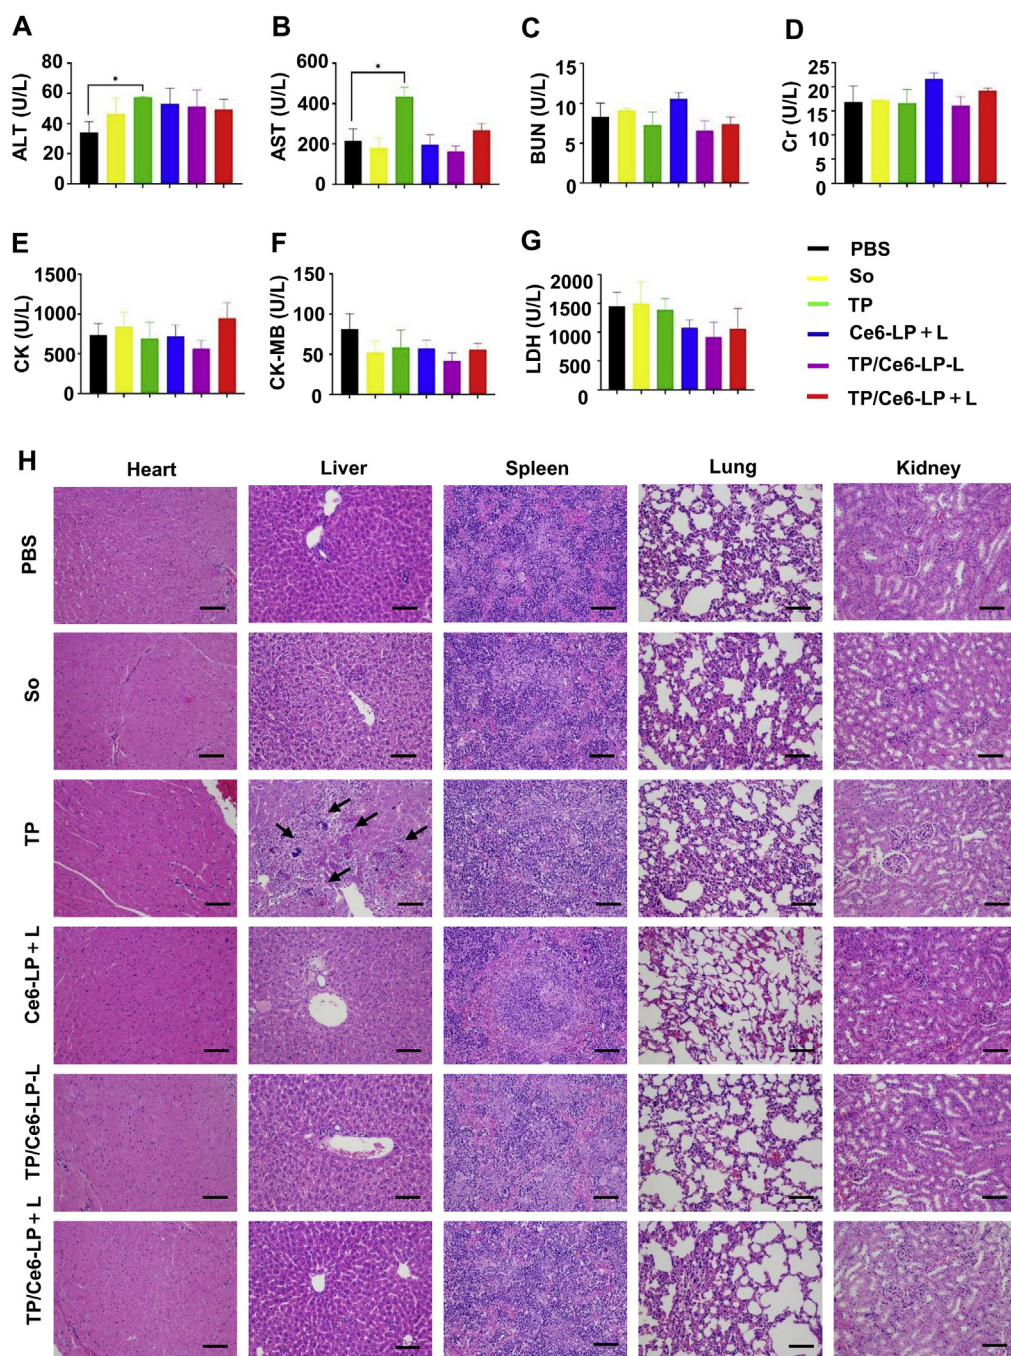 A
ALT (U/L)
80
60
40
20
0
*
B
AST (U/L)
600
400
200
0
*
C
BUN (U/L)
15
10
5
0
D
Cr (U/L)
25
20
15
10
5
0
E
CK (U/L)
1500
1000
500
0
F
CK-MB (U/L)
150
100
50
0
G
LDH (U/L)
2000
1500
1000
500
0
PBS
So
TP
Ce6-LP + L
TP/Ce6-LP-L
TP/Ce6-LP + L
H
Heart Liver Spleen Lung Kidney
PBS
So
TP
Ce6-LP + L
TP/Ce6-LP-L
TP/Ce6-LP + L